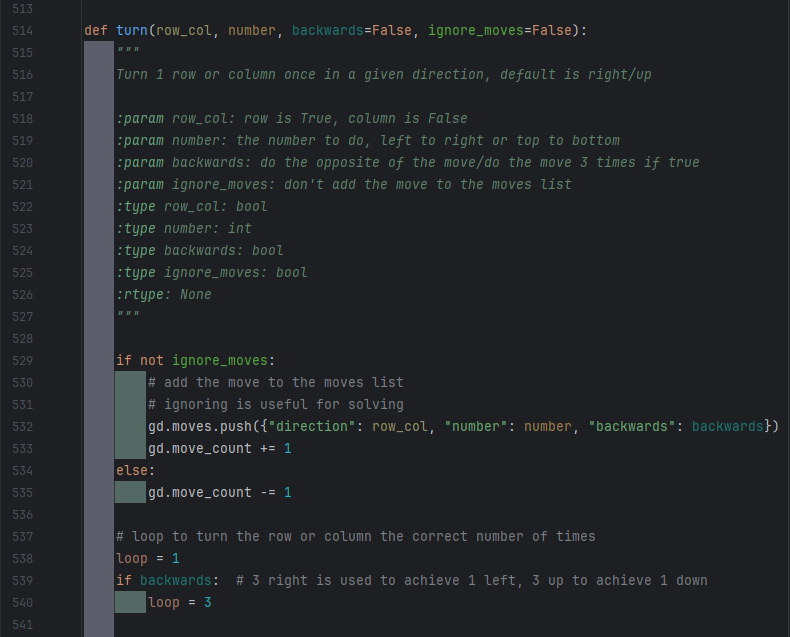 513
514 def turn(row_col, number, backwards=False, ignore_moves=False):
515 """
516 Turn 1 row or column once in a given direction, default is right/up
517
518 :param row_col: row is True, column is False
519 :param number: the number to do, left to right or top to bottom
520 :param backwards: do the opposite of the move/do the move 3 times if true
521 :param ignore_moves: don't add the move to the moves list
522 :type row_col: bool
523 :type number: int
524 :type backwards: bool
525 :type ignore_moves: bool
526 :rtype: None
527 """
528
529 if not ignore_moves:
530 # add the move to the moves list
531 # ignoring is useful for solving
532 gd.moves.push({"direction": row_col, "number": number, "backwards": backwards})
533 gd.move_count += 1
534 else:
535 gd.move_count -= 1
536
537 # loop to turn the row or column the correct number of times
538 loop = 1
539 if backwards:  # 3 right is used to achieve 1 left, 3 up to achieve 1 down
540 loop = 3
541